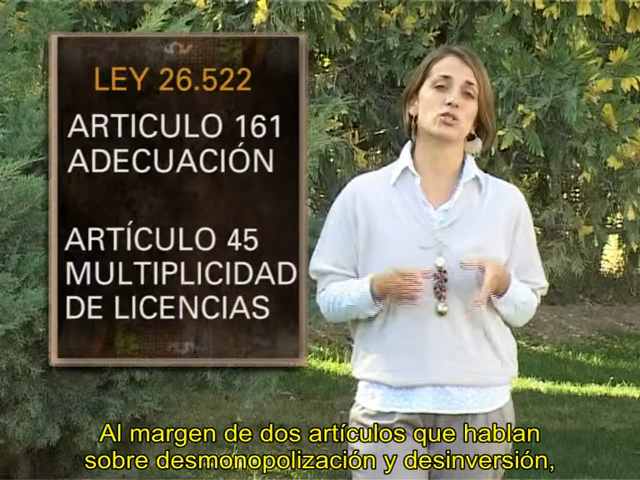 LEY 26.522
ARTICULO 161
ADECUACIÓN
ARTÍCULO 45
MULTIPLICIDAD
DE LICENCIAS
Al margen de dos artículos que hablan
sobre desmonopolización y desinversión,